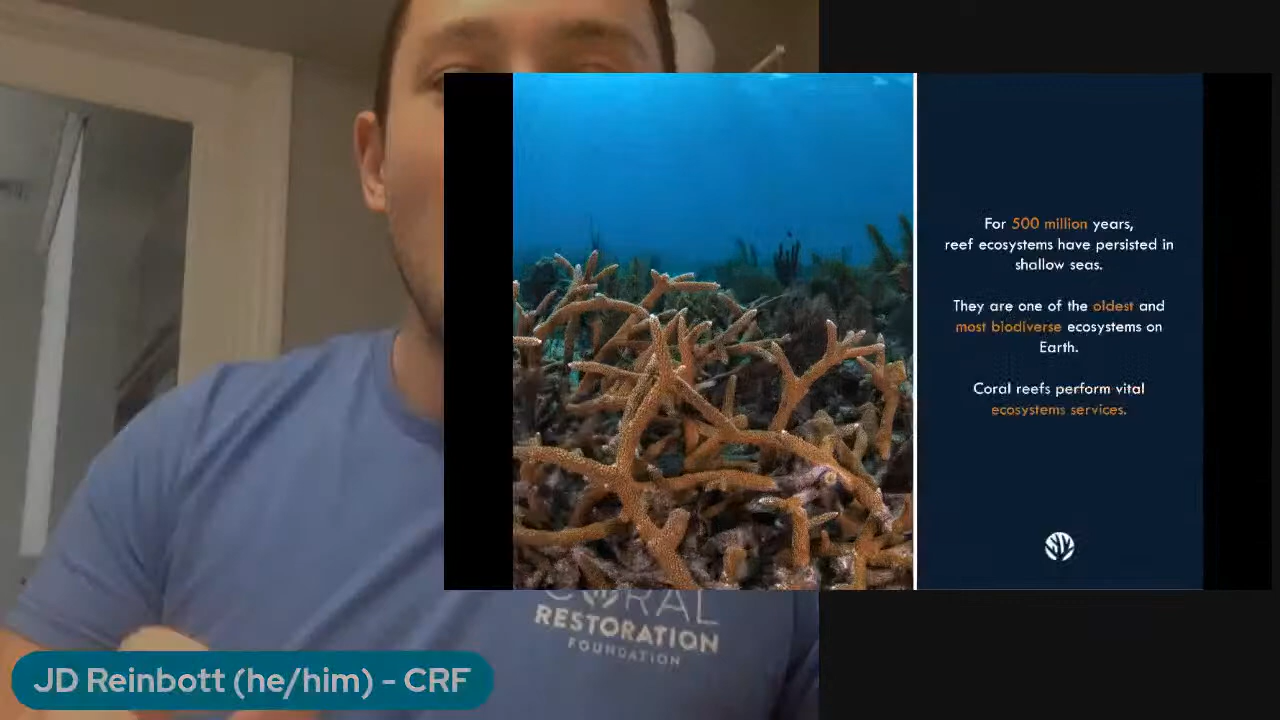 For 500 million years,
reef ecosystems have persisted in
shallow seas.
They are one of the oldest and
most biodiverse ecosystems on
Earth.
Coral reefs perform vital
ecosystems services.
CORAL
RESTORATION
FOUNDATION
JD Reinbott (he/him) - CRF